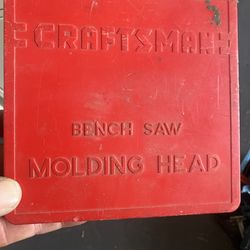 CRAFTSMAN
BENCH SAW
MOLDING HEAD